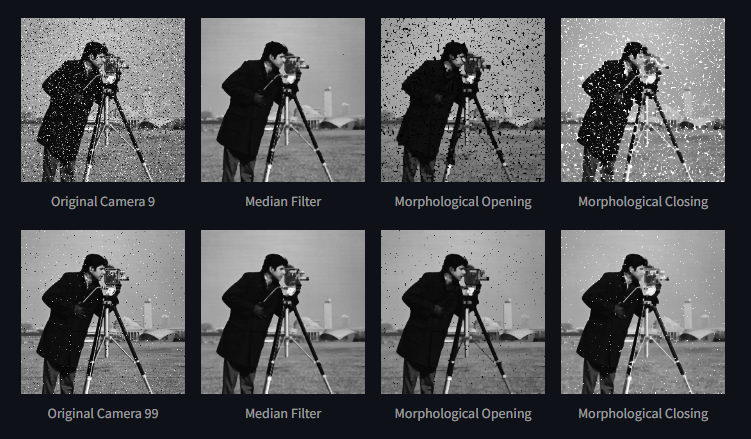 Original Camera 9
Median Filter
Morphological Opening
Morphological Closing
Original Camera 99
Median Filter
Morphological Opening
Morphological Closing